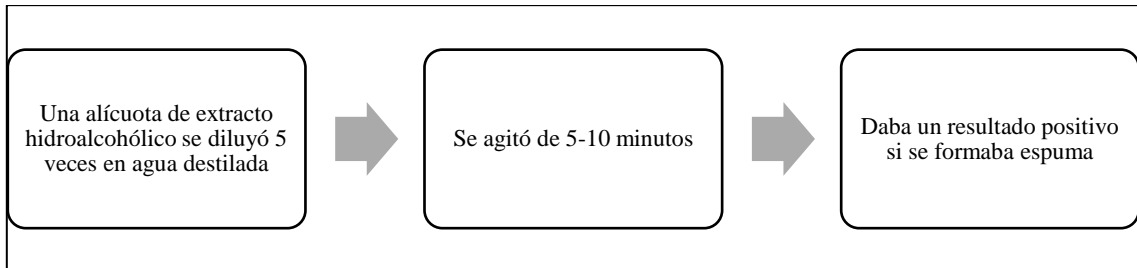 Una alícuota de extracto
hidroalcohólico se diluyó 5
veces en agua destilada
Se agitó de 5-10 minutos
Daba un resultado positivo
si se formaba espuma